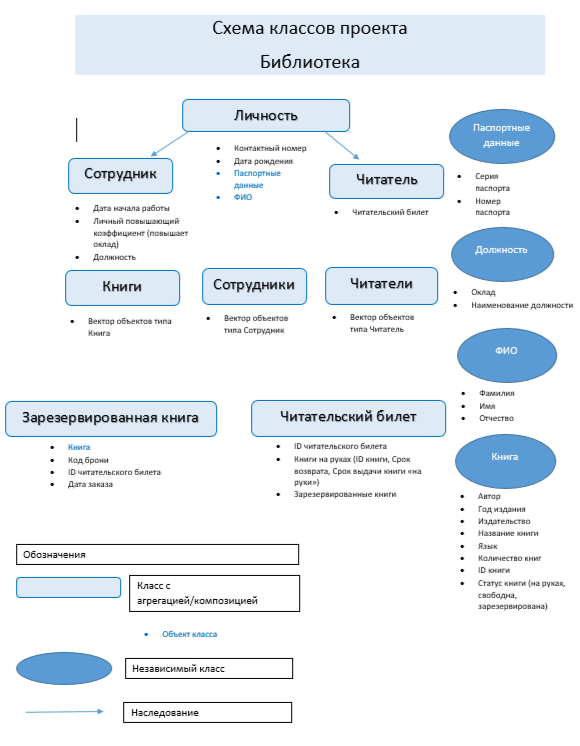 Схема классов проекта
Библиотека
Личность
Контактный номер
Дата рождения
Паспортные
данные
ФИО
Сотрудник
Дата начала работы
Личный повышающий
коэффициент (повышает
оклад)
Должность
Читатель
Читательский билет
Паспортные
данные
Серия
паспорта
Номер
паспорта
Книги
Вектор объектов типа
Книга
Сотрудники
Вектор объектов
типа Сотрудник
Читатели
Вектор объектов
типа Читатель
Должность
Оклад
Наименование должности
ФИО
Фамилия
Имя
Отчество
Зарезервированная книга
Книга
Код брони
ID читательского билета
Дата заказа
Читательский билет
ID читательского билета
Книги на руках (ID книги, Срок
возврата, Срок выдачи книги «на
руки»)
Зарезервированные книги
Книга
Автор
Год издания
Издательство
Название книги
Язык
Количество книг
ID книги
Статус книги (на руках,
свободна,
зарезервирована)
Обозначения
Класс с
агрегацией/композицией
Объект класса
Независимый класс
Наследование